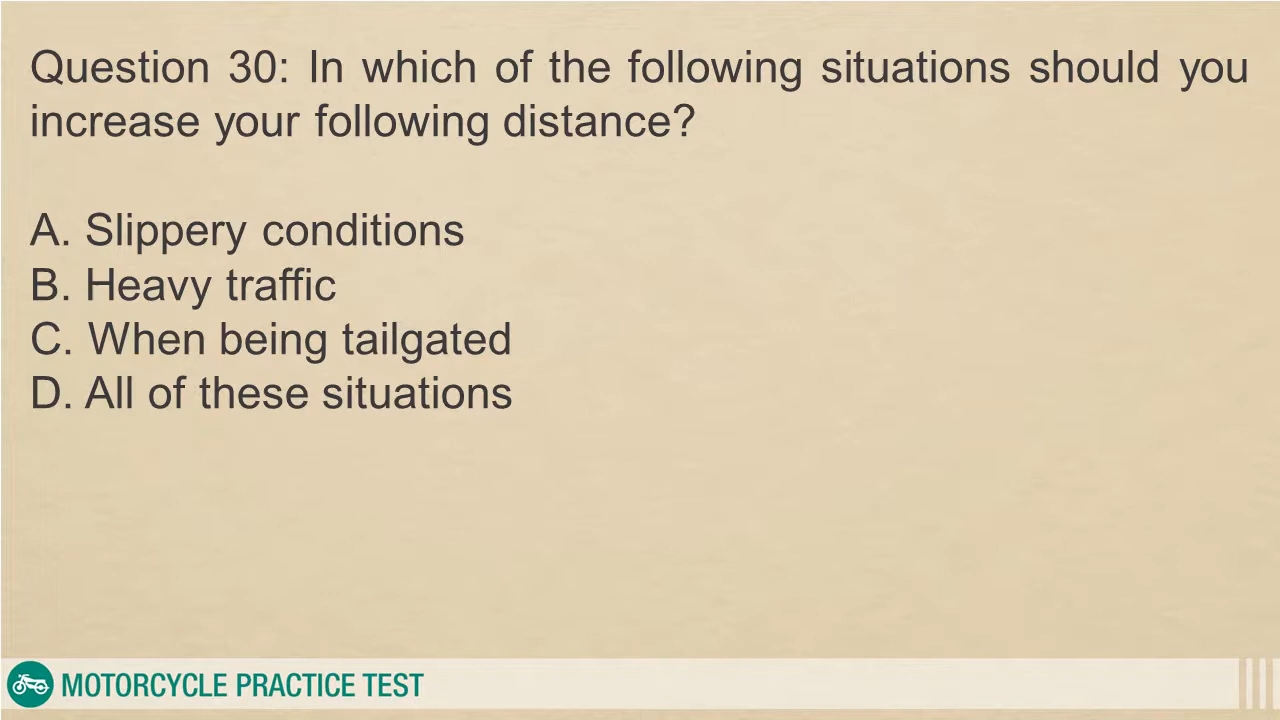 Question 30: In which of the following situations should you
increase your following distance?
A. Slippery conditions
B. Heavy traffic
C. When being tailgated
D. All of these situations
MOTORCYCLE PRACTICE TEST